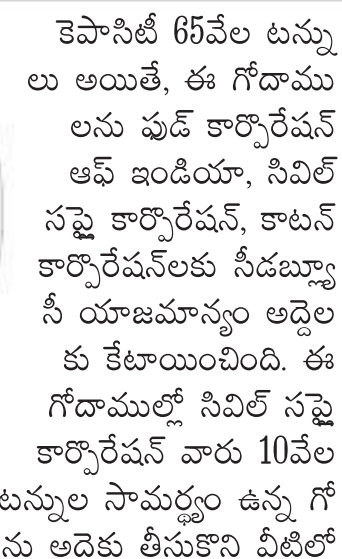 కెపాసిటీ 65వేల టన్ను
లు అయితే, ఈ గోదాము
లను ఫుడ్ కార్పొరేషన్
ఆఫ్ ఇండియా, సివిల్
సప్లై కార్పొరేషన్, కాటన్
కార్పొరేషన్‌లకు సీడబ్ల్యూ
సీ యాజమాన్యం అద్దెల
కు కేటాయించింది. ఈ
గోదాముల్లో సివిల్ సప్లై
కార్పొరేషన్ వారు 10వేల
టన్నుల సామర్థ్యం ఉన్న గో
ను అద్దెకు తీసుకొని వీటిలో